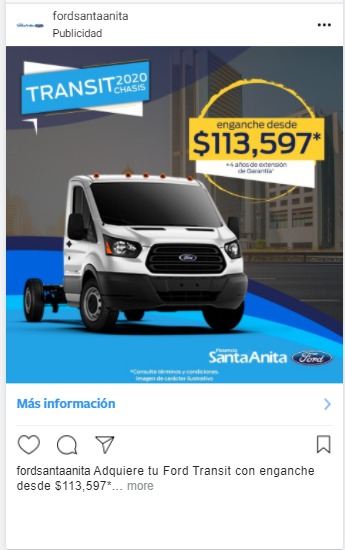 fordsantaanita
Publicidad
TRANSIT 2020
CHASIS
enganche desde
$113,597*
+4 años de extensión
de Garantía*
Ford
SantaAnita Ford
*Consulta términos y condiciones.
Imagen de carácter ilustrativo
Más información
fordsantaanita Adquiere tu Ford Transit con enganche
desde $113,597*... more